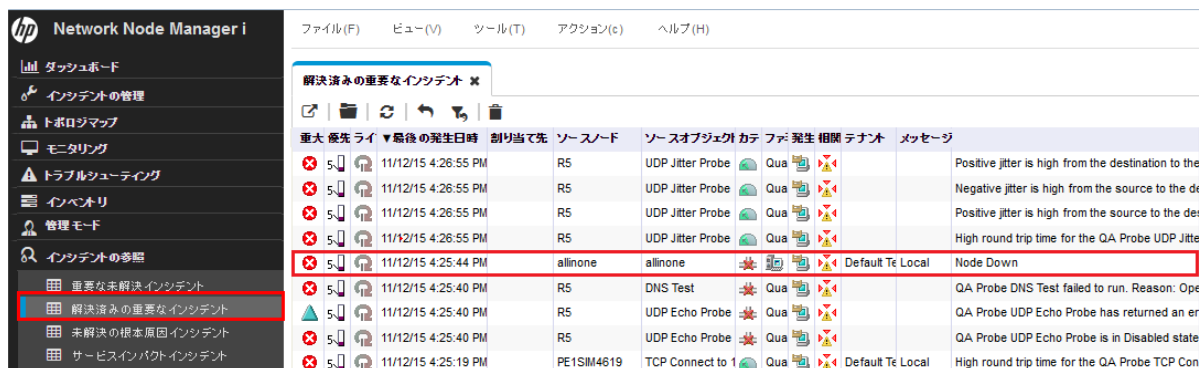 hp Network Node Manager i
ファイル(F) ビュー(V) ツール(T) アクション(c) ヘルプ(H)
ダッシュボード
インシデントの管理
トポロジマップ
モニタリング
トラブルシューティング
インベントリ
管理モード
インシデントの参照
重要な未解決インシデント
解決済みの重要なインシデント
未解決の根本原因インシデント
サービスインパクトインシデント
解決済みの重要なインシデント
重大 優先 ライ ▼最後の発生日時 割り当て先 ソースノード ソースオブジェクト カテ ファミ 発生 相関 テナント メッセージ
5 11/12/15 4:26:55 PM R5 UDP Jitter Probe Qua Positive jitter is high from the destination to the
5 11/12/15 4:26:55 PM R5 UDP Jitter Probe Qua Negative jitter is high from the source to the de
5 11/12/15 4:26:55 PM R5 UDP Jitter Probe Qua Positive jitter is high from the source to the des
5 11/12/15 4:26:55 PM R5 UDP Jitter Probe Qua High round trip time for the QA Probe UDP Jitte
5 11/12/15 4:25:44 PM allinone allinone Default Te Local Node Down
5 11/12/15 4:25:40 PM R5 DNS Test Qua QA Probe DNS Test failed to run. Reason: Ope
5 11/12/15 4:25:40 PM R5 UDP Echo Probe Qua QA Probe UDP Echo Probe has returned an er
5 11/12/15 4:25:40 PM R5 UDP Echo Probe Qua QA Probe UDP Echo Probe is in Disabled state
5 11/12/15 4:25:19 PM PE1SIM4619 TCP Connect to 1 Qua Default Te Local High round trip time for the QA Probe TCP Con